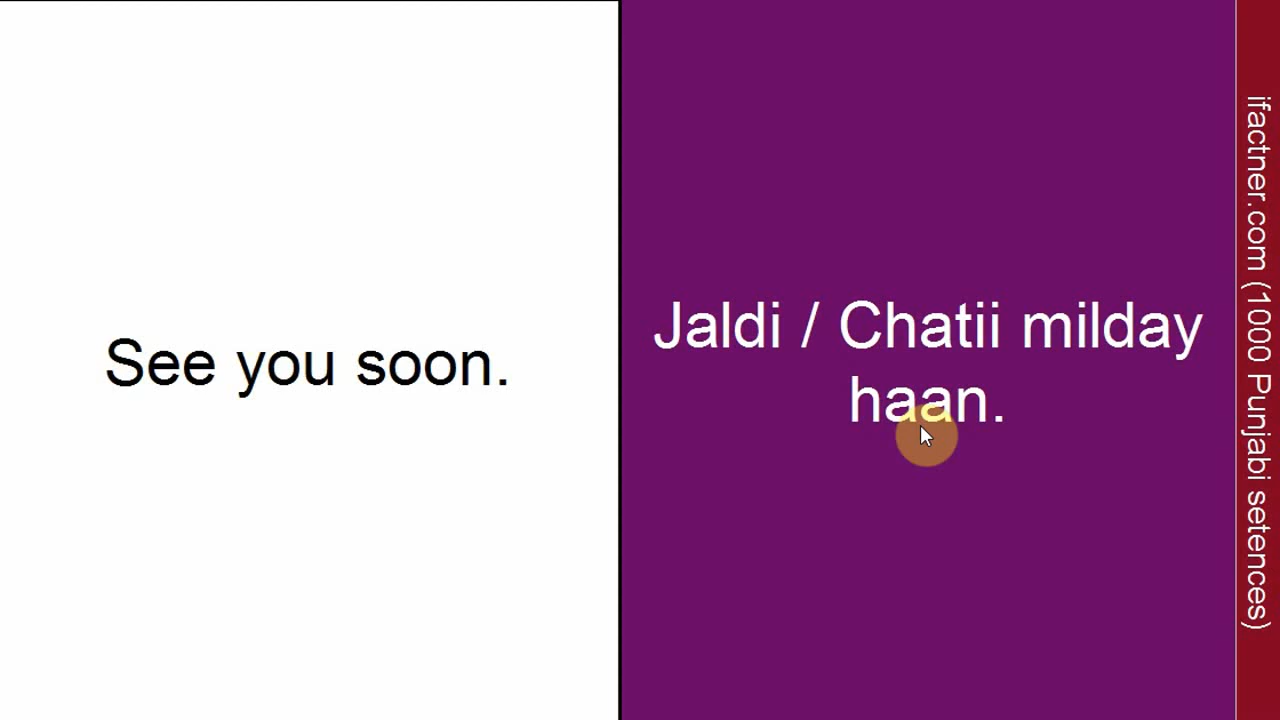 See you soon.
Jaldi / Chatii milday
haan.
ifactner.com (1000 Punjabi setences)